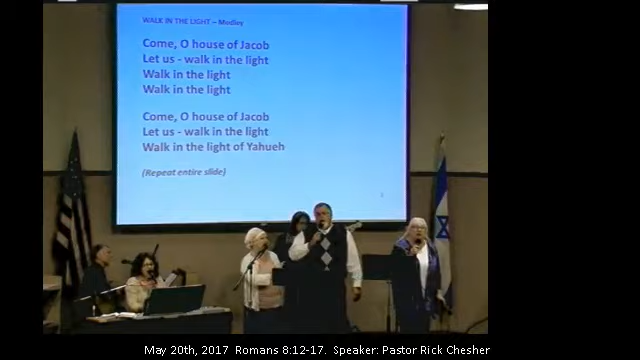 WALK IN THE LIGHT – Medley
Come, O house of Jacob
Let us - walk in the light
Walk in the light
Walk in the light
Come, O house of Jacob
Let us - walk in the light
Walk in the light of Yahueh
(Repeat entire slide)
May 20th, 2017 Romans 8:12-17. Speaker: Pastor Rick Chesher